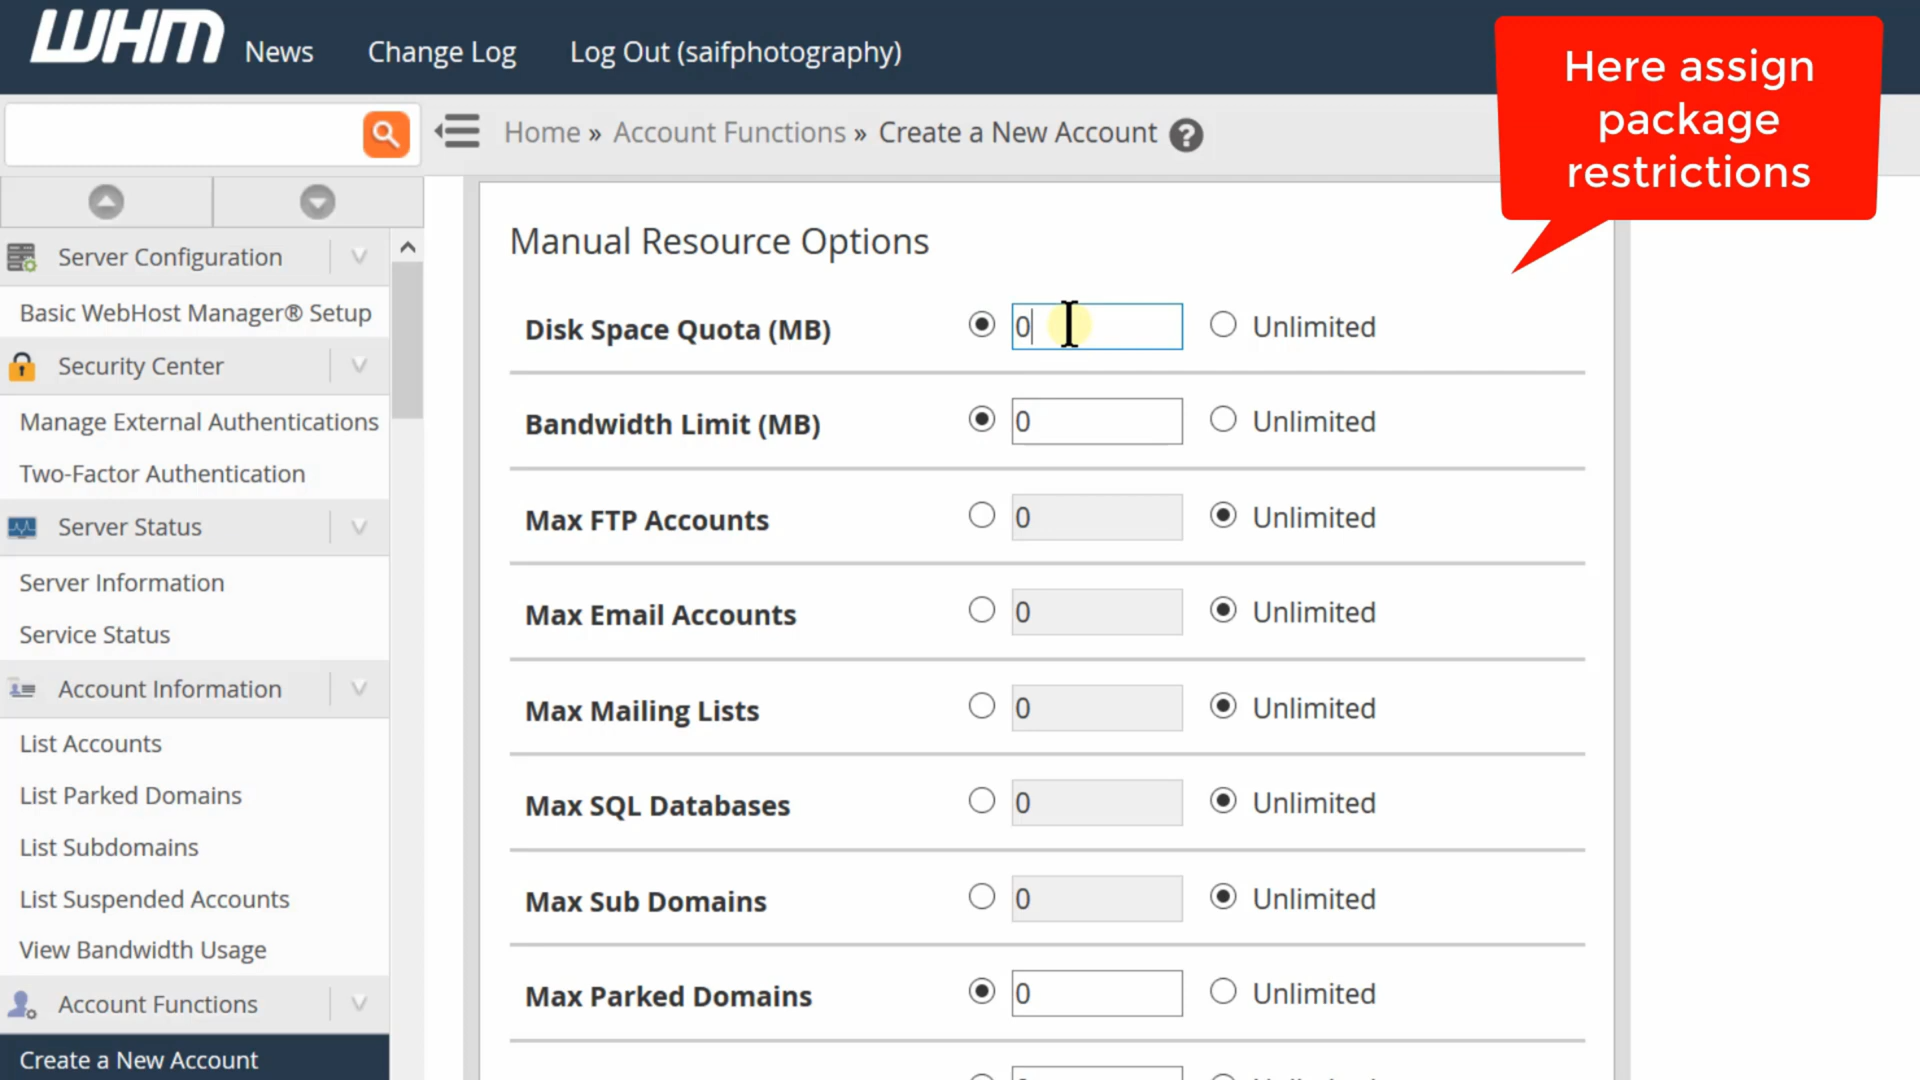 WHM
News
Change Log
Log Out (saifphotography)
Here assign
package
restrictions
Home » Account Functions » Create a New Account ?
Server Configuration
Basic WebHost Manager® Setup
Security Center
Manage External Authentications
Two-Factor Authentication
Server Status
Server Information
Service Status
Account Information
List Accounts
List Parked Domains
List Subdomains
List Suspended Accounts
View Bandwidth Usage
Account Functions
Create a New Account
Manual Resource Options
Disk Space Quota (MB) 0 Unlimited
Bandwidth Limit (MB) 0 Unlimited
Max FTP Accounts 0 Unlimited
Max Email Accounts 0 Unlimited
Max Mailing Lists 0 Unlimited
Max SQL Databases 0 Unlimited
Max Sub Domains 0 Unlimited
Max Parked Domains 0 Unlimited